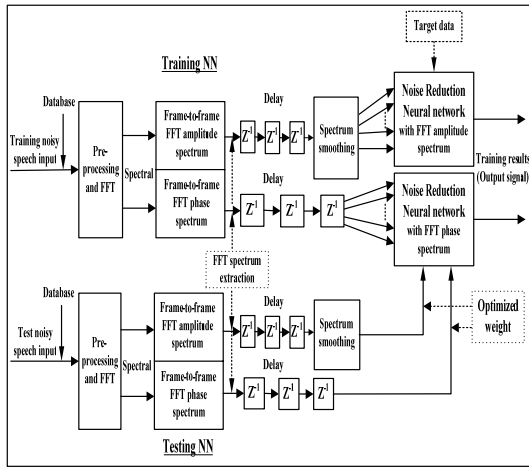 Target data
Training NN
Database
Training noisy
speech input
Pre-
processing
and FFT
Spectral
Frame-to-frame
FFT amplitude
spectrum
Frame-to-frame
FFT phase
spectrum
Delay
Z-1
Z-1
Z-1
Spectrum
smoothing
Delay
Z-1
Z-1
Z-1
Noise Reduction
Neural network
with FFT amplitude
spectrum
Noise Reduction
Neural network
with FFT phase
spectrum
Training results
(Output signal)
FFT spectrum
extraction
Database
Test noisy
speech input
Pre-
processing
and FFT
Spectral
Frame-to-frame
FFT amplitude
spectrum
Frame-to-frame
FFT phase
spectrum
Delay
Z-1
Z-1
Z-1
Spectrum
smoothing
Delay
Z-1
Z-1
Z-1
Optimized
weight
Testing NN